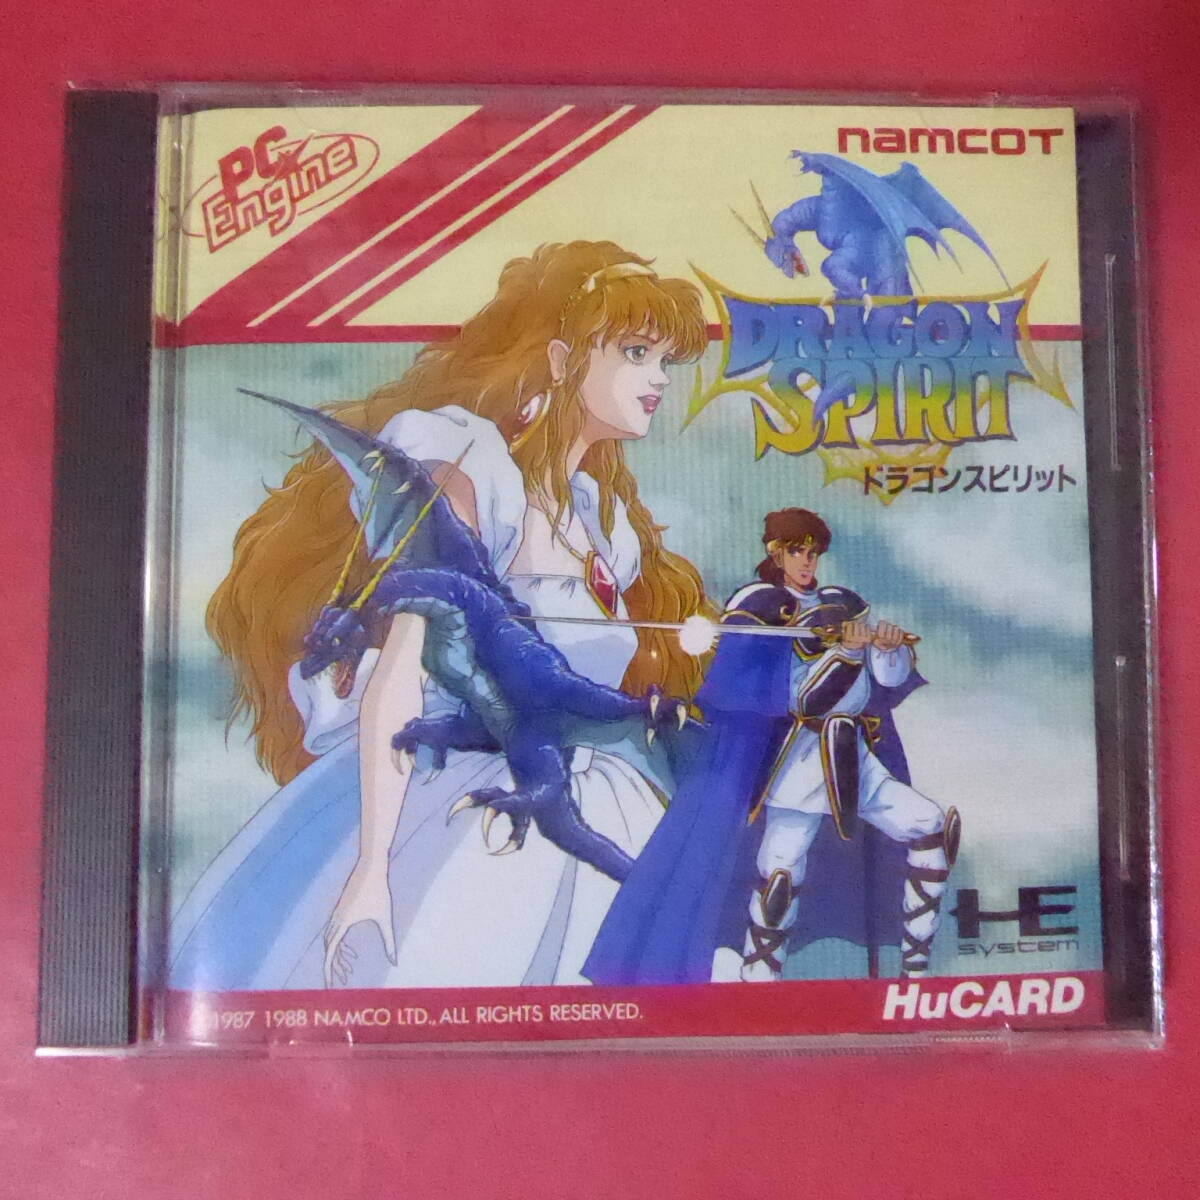 PC
Engine
namcoT
DRAGON
SPIRIT
ドラゴンスピリット
HE
system
HuCARD
1987 1988 NAMCO LTD., ALL RIGHTS RESERVED.